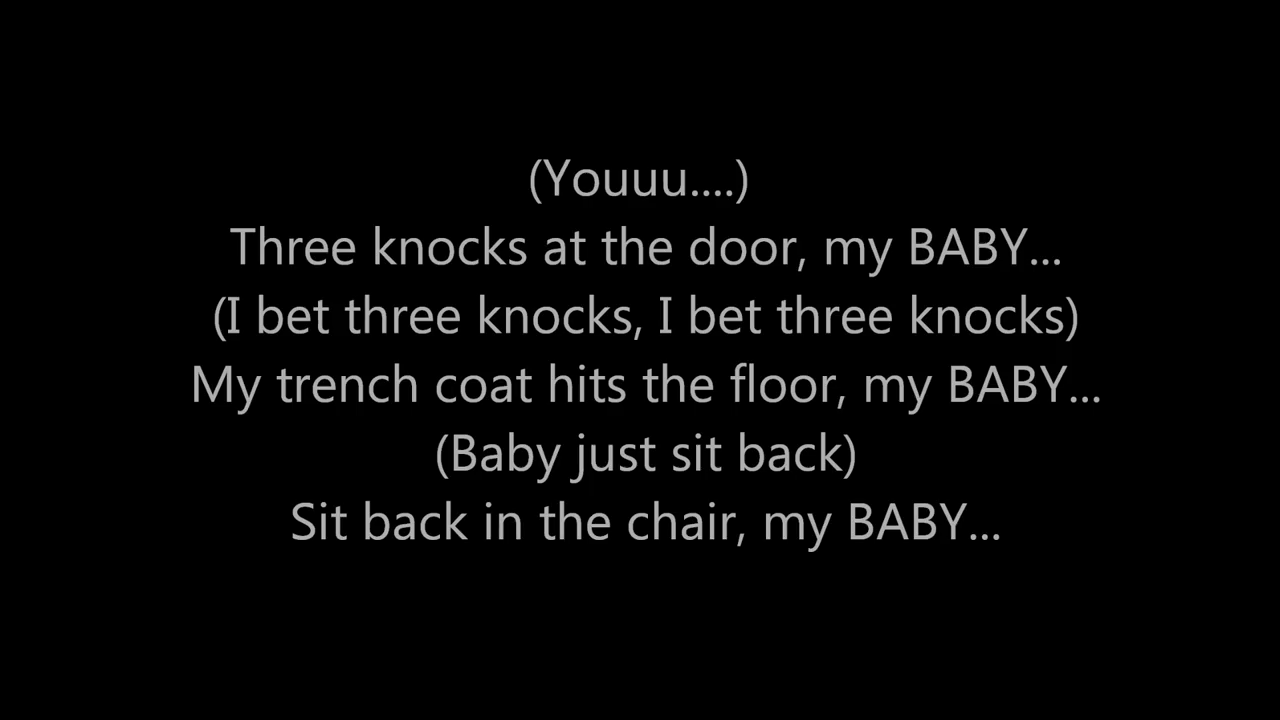 (Youuu....)
Three knocks at the door, my BABY...
(I bet three knocks, I bet three knocks)
My trench coat hits the floor, my BABY...
(Baby just sit back)
Sit back in the chair, my BABY...